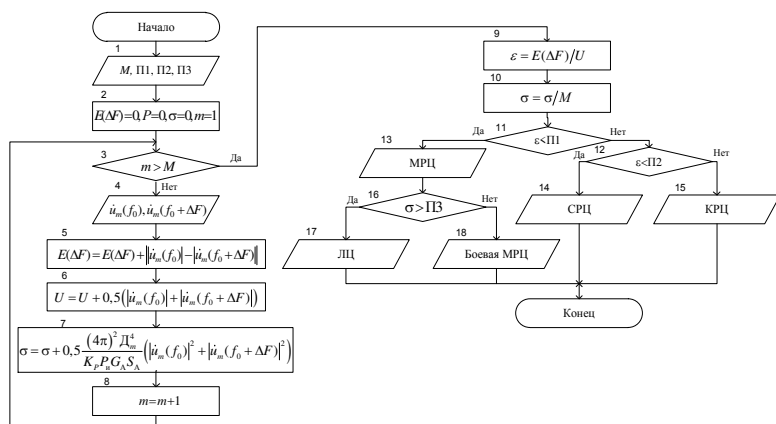 Начало
1
M, П1, П2, П3
2
E(ΔF)=0, P=0, σ=0, m=1
3
m > M
Да
Нет
4
u̇ₘ(f₀), u̇ₘ(f₀ + ΔF)
5
E(ΔF) = E(ΔF) + ||u̇ₘ(f₀)| − |u̇ₘ(f₀ + ΔF)||
6
U = U + 0,5(|u̇ₘ(f₀)| + |u̇ₘ(f₀ + ΔF)|)
7
σ = σ + 0,5 (4π)² Д⁴ₘ / (K_P P_и G_A S_A) (|u̇ₘ(f₀)|² + |u̇ₘ(f₀ + ΔF)|²)
8
m = m + 1
9
ε = E(ΔF)/U
10
σ = σ/M
11
Да
ε<П1
Нет
12
Да
ε<П2
Нет
13
МРЦ
14
СРЦ
15
КРЦ
16
Да
σ>П3
Нет
17
ЛЦ
18
Боевая МРЦ
Конец